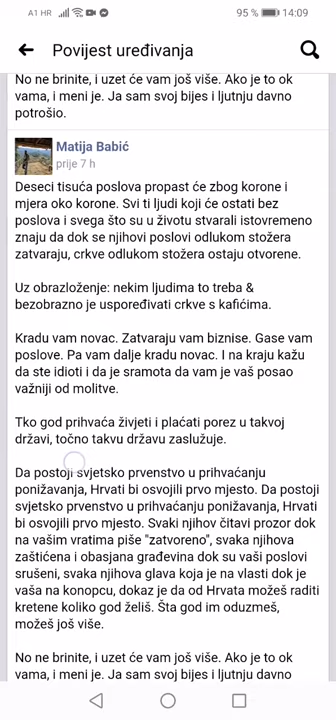 A1 HR
95 %
14:09
Povijest uređivanja
No ne brinite, i uzet će vam još više. Ako je to ok
vama, i meni je. Ja sam svoj bijes i ljutnju davno
potrošio.
Matija Babić
prije 7 h
Deseci tisuća poslova propast će zbog korone i
mjera oko korone. Svi ti ljudi koji će ostati bez
poslova i svega što su u životu stvarali istovremeno
znaju da dok se njihovi poslovi odlukom stožera
zatvaraju, crkve odlukom stožera ostaju otvorene.
Uz obrazloženje: nekim ljudima to treba &
bezobrazno je uspoređivati crkve s kafićima.
Kradu vam novac. Zatvaraju vam biznise. Gase vam
poslove. Pa vam dalje kradu novac. I na kraju kažu
da ste idioti i da je sramota da vam je vaš posao
važniji od molitve.
Tko god prihvaća živjeti i plaćati porez u takvoj
državi, točno takvu državu zaslužuje.
Da postoji svjetsko prvenstvo u prihvaćanju
ponižavanja, Hrvati bi osvojili prvo mjesto. Da postoji
svjetsko prvenstvo u prihvaćanju ponižavanja, Hrvati
bi osvojili prvo mjesto. Svaki njihov čitavi prozor dok
na vašim vratima piše "zatvoreno", svaka njihova
zaštićena i obasjana građevina dok su vaši poslovi
srušeni, svaka njihova glava koja je na vlasti dok je
vaša na konopcu, dokaz je da od Hrvata možeš raditi
kretene koliko god želiš. Šta god im oduzmeš,
možeš još više.
No ne brinite, i uzet će vam još više. Ako je to ok
vama, i meni je. Ja sam svoj bijes i ljutnju davno